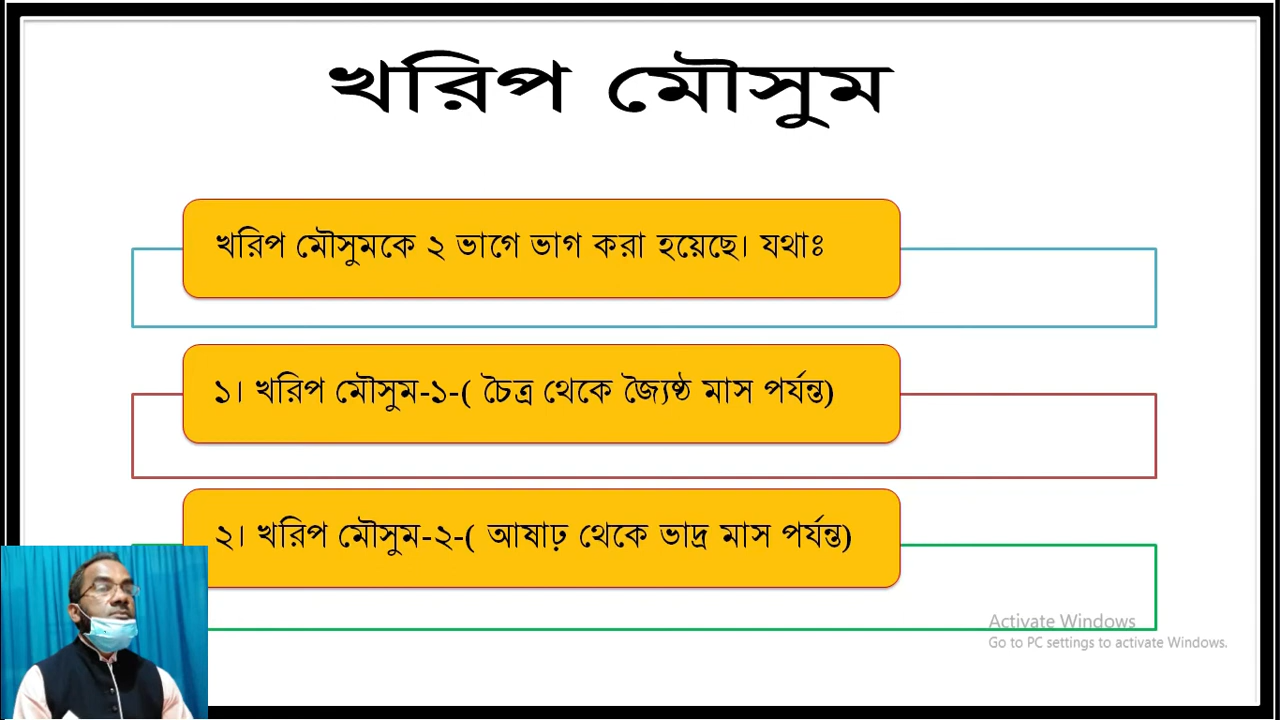 খরিপ মৌসুম
খরিপ মৌসুমকে ২ ভাগে ভাগ করা হয়েছে। যথাঃ
১। খরিপ মৌসুম-১-( চৈত্র থেকে জ্যৈষ্ঠ মাস পর্যন্ত)
২। খরিপ মৌসুম-২-( আষাঢ় থেকে ভাদ্র মাস পর্যন্ত)
Activate Windows
Go to PC settings to activate Windows.